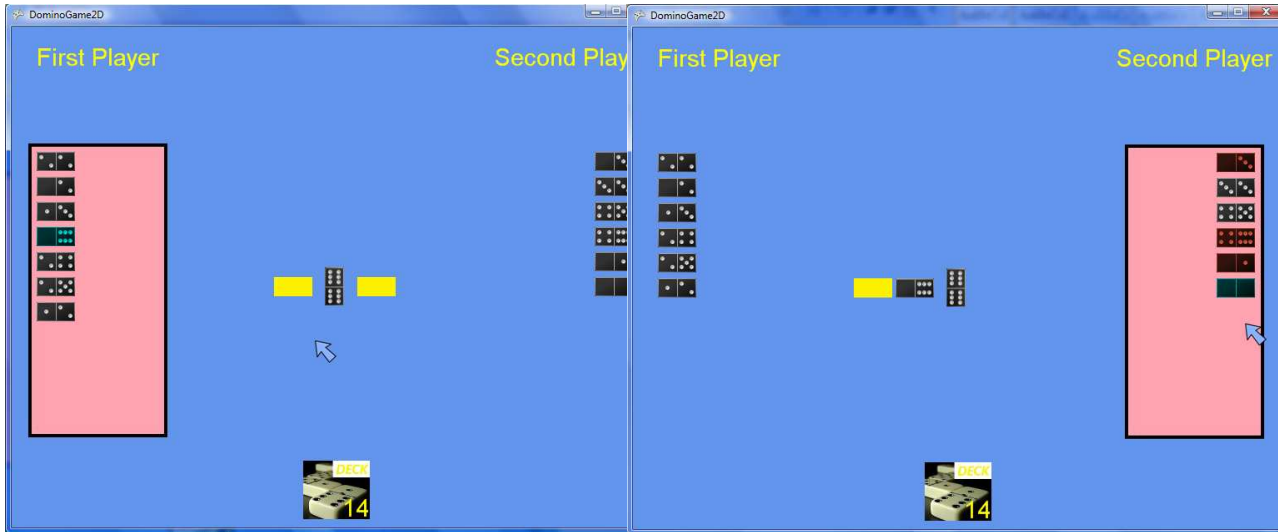 DominoGame2D
First Player
Second Play
DECK
14
DominoGame2D
First Player
Second Player
DECK
14